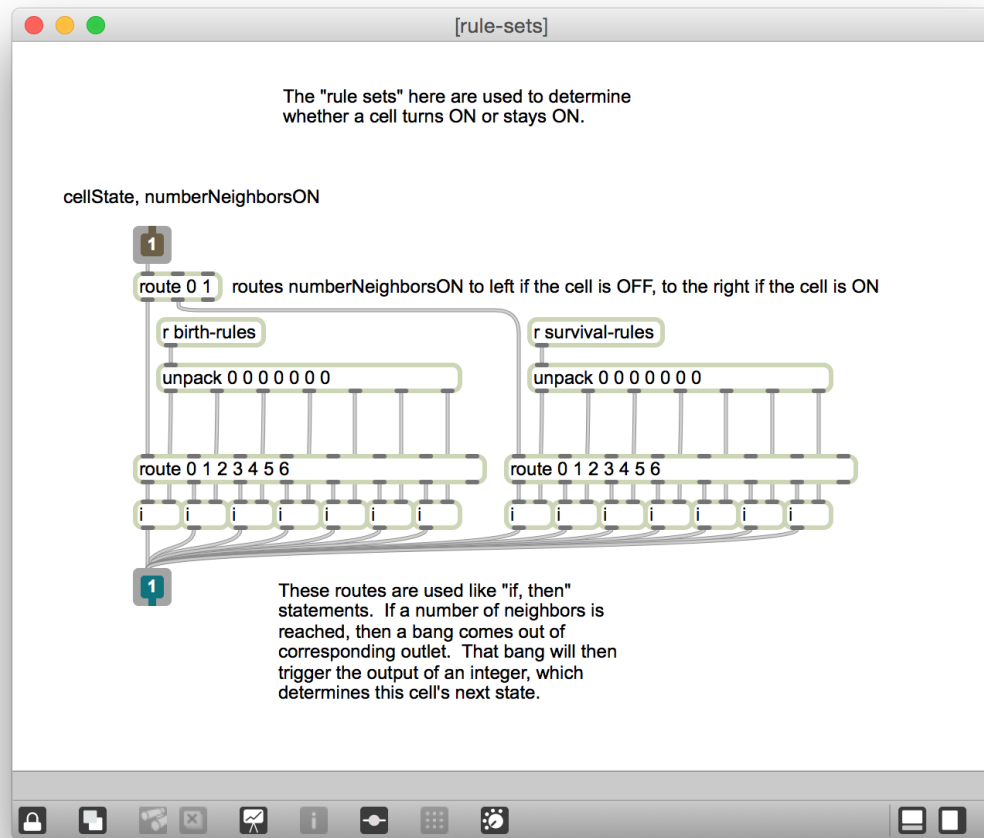 [rule-sets]
The "rule sets" here are used to determine
whether a cell turns ON or stays ON.
cellState, numberNeighborsON
1
route 0 1
routes numberNeighborsON to left if the cell is OFF, to the right if the cell is ON
r birth-rules
r survival-rules
unpack 0 0 0 0 0 0 0
unpack 0 0 0 0 0 0 0
route 0 1 2 3 4 5 6
route 0 1 2 3 4 5 6
i i i i i i i
i i i i i i i
1
These routes are used like "if, then"
statements. If a number of neighbors is
reached, then a bang comes out of
corresponding outlet. That bang will then
trigger the output of an integer, which
determines this cell's next state.
i